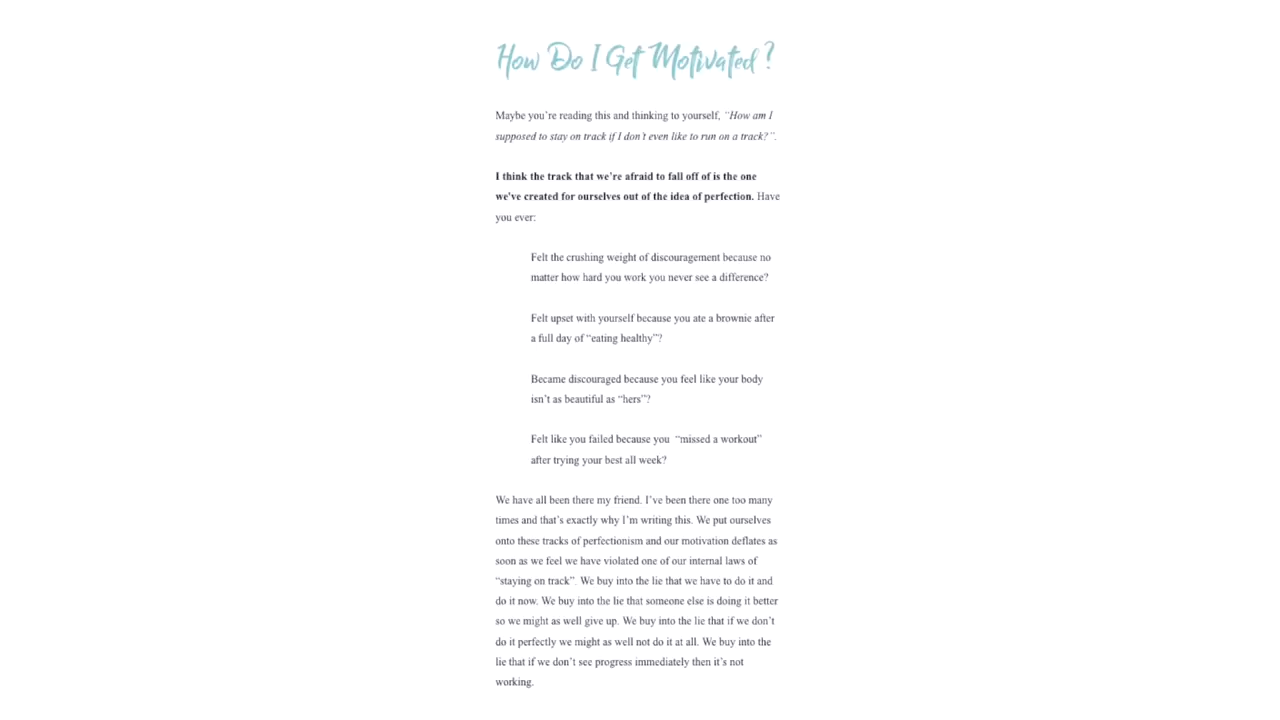 How Do I Get Motivated?
Maybe you're reading this and thinking to yourself, "How am I
supposed to stay on track if I don't even like to run on a track?".
I think the track that we're afraid to fall off of is the one
we've created for ourselves out of the idea of perfection. Have
you ever:
Felt the crushing weight of discouragement because no
matter how hard you work you never see a difference?
Felt upset with yourself because you ate a brownie after
a full day of "eating healthy"?
Became discouraged because you feel like your body
isn't as beautiful as "hers"?
Felt like you failed because you "missed a workout"
after trying your best all week?
We have all been there my friend. I've been there one too many
times and that's exactly why I'm writing this. We put ourselves
onto these tracks of perfectionism and our motivation deflates as
soon as we feel we have violated one of our internal laws of
"staying on track". We buy into the lie that we have to do it and
do it now. We buy into the lie that someone else is doing it better
so we might as well give up. We buy into the lie that if we don't
do it perfectly we might as well not do it at all. We buy into the
lie that if we don't see progress immediately then it's not
working.